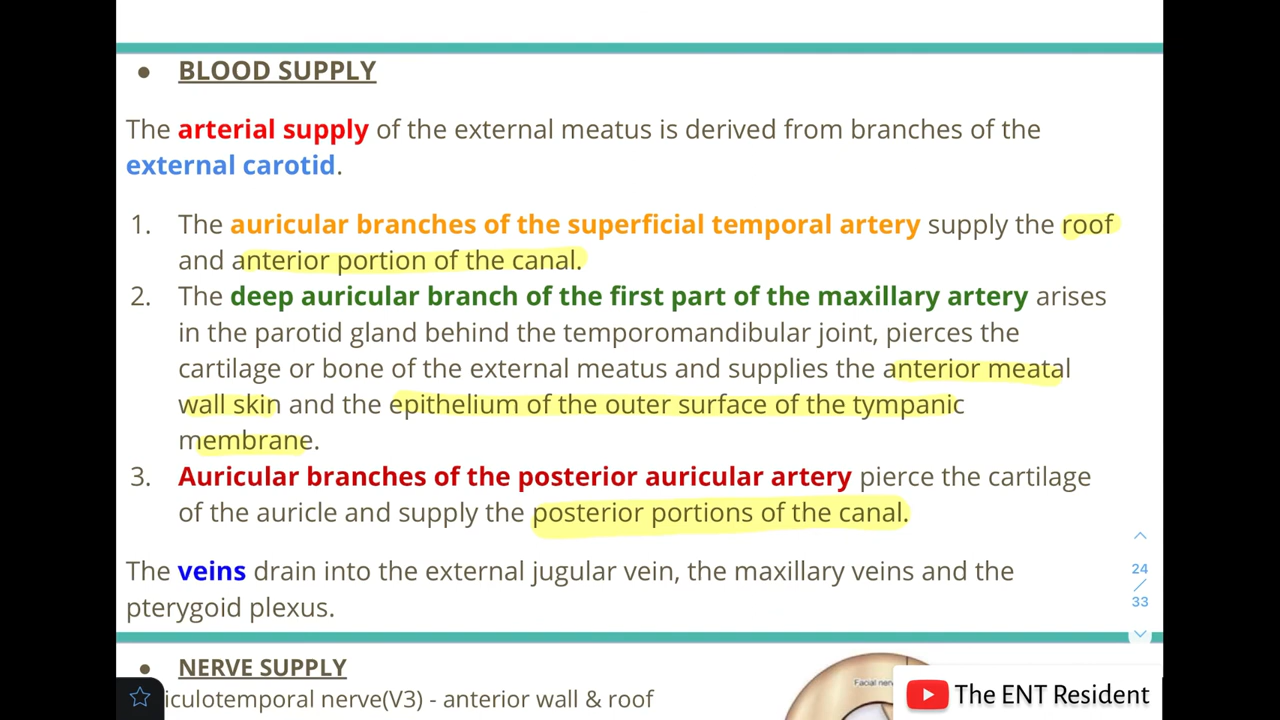 ● BLOOD SUPPLY
The arterial supply of the external meatus is derived from branches of the
external carotid.
1. The auricular branches of the superficial temporal artery supply the roof
and anterior portion of the canal.
2. The deep auricular branch of the first part of the maxillary artery arises
in the parotid gland behind the temporomandibular joint, pierces the
cartilage or bone of the external meatus and supplies the anterior meatal
wall skin and the epithelium of the outer surface of the tympanic
membrane.
3. Auricular branches of the posterior auricular artery pierce the cartilage
of the auricle and supply the posterior portions of the canal.
The veins drain into the external jugular vein, the maxillary veins and the
pterygoid plexus.
24
/
33
● NERVE SUPPLY
iculotemporal nerve(V3) - anterior wall & roof
Facial
The ENT Resident